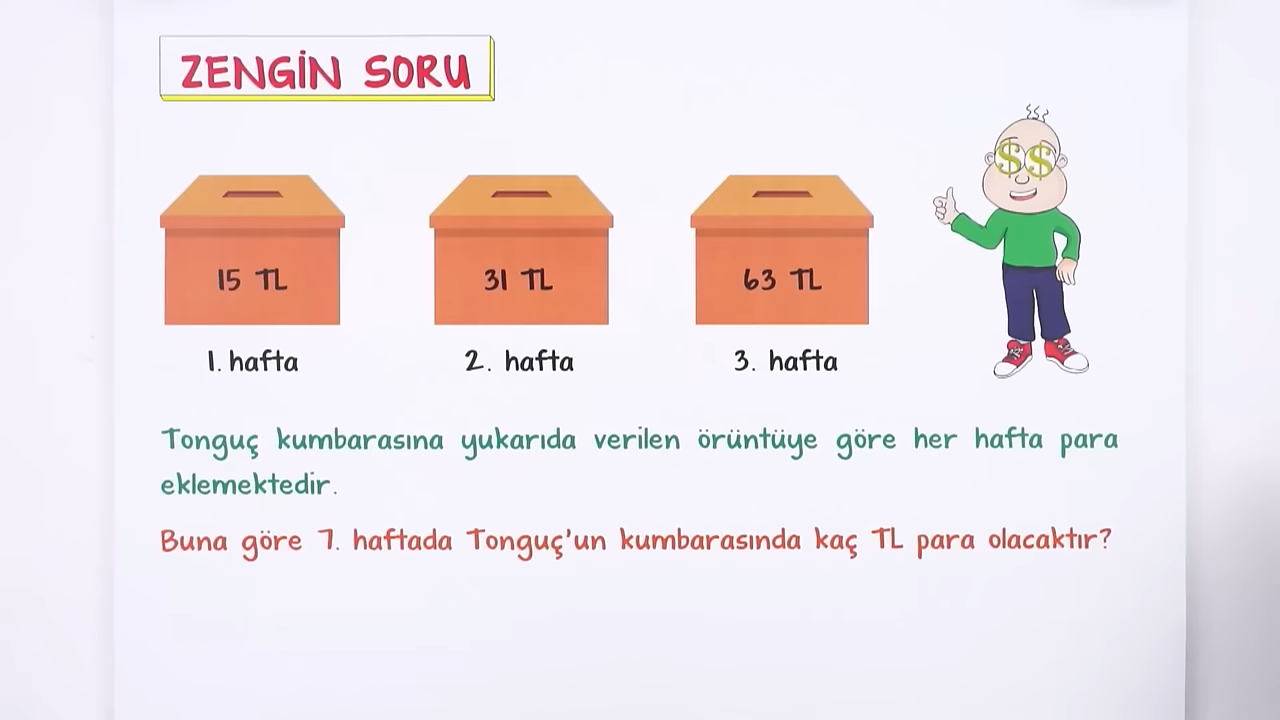 ZENGİN SORU
15 TL
31 TL
63 TL
1. hafta
2. hafta
3. hafta
Tonguç kumbarasına yukarıda verilen örüntüye göre her hafta para
eklemektedir.
Buna göre 7. haftada Tonguç'un kumbarasında kaç TL para olacaktır?